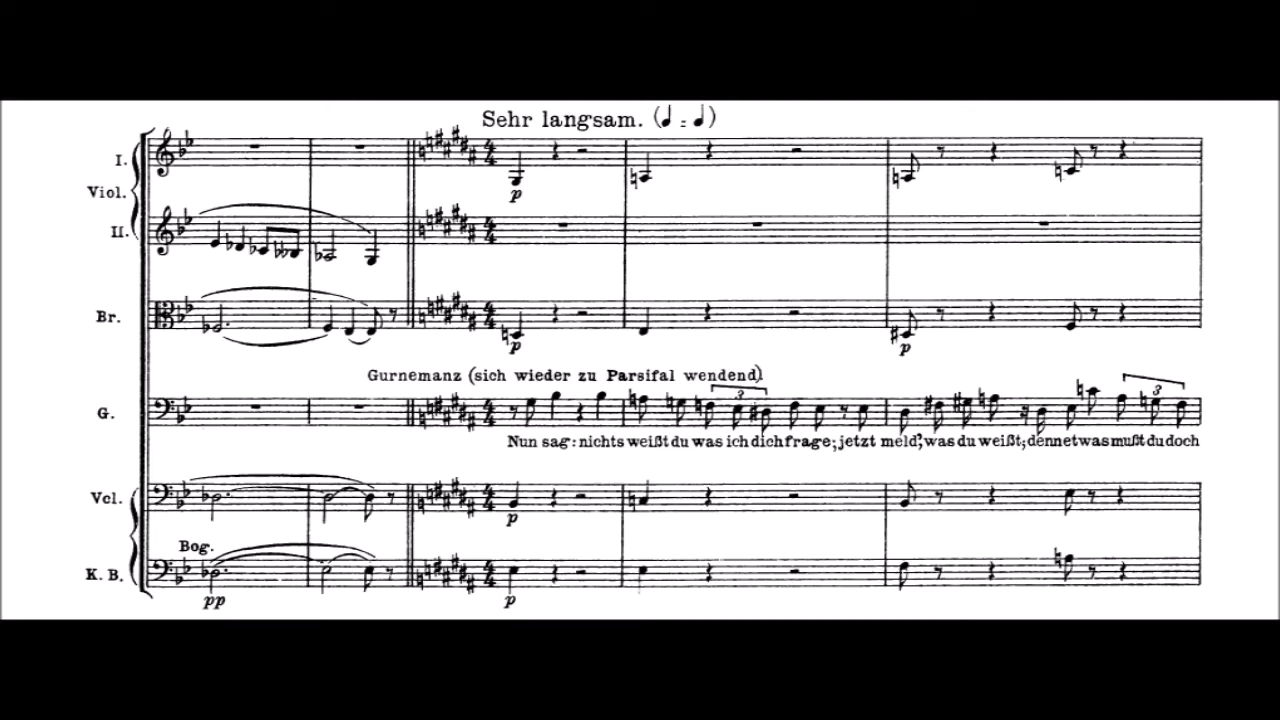 Sehr langsam. (♩ = ♩)
I.
Viol.
p
II.
Br.
p
p
Gurnemanz (sich wieder zu Parsifal wendend)
3
3
G.
Nun sag: nichts weißt du was ich dich frage; jetzt meld', was du weißt; denn etwas mußt du doch
Vcl.
p
Bog.
K. B.
pp
p